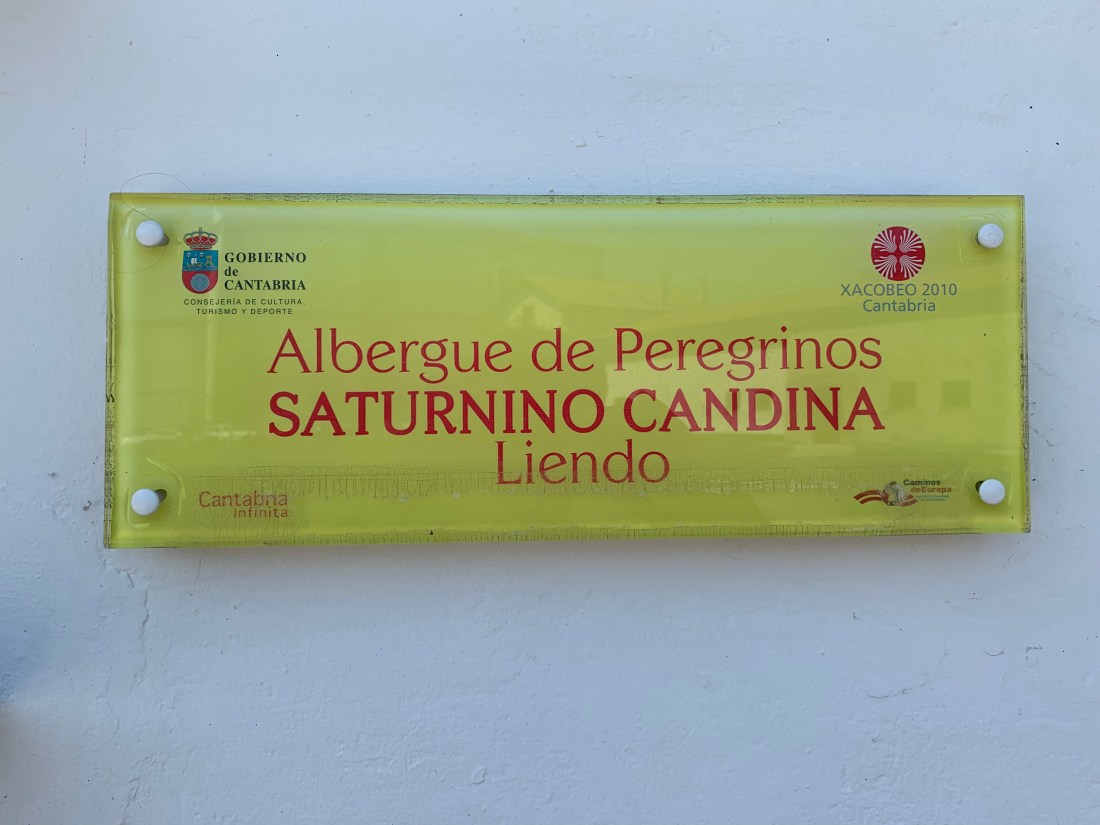 GOBIERNO
de
CANTABRIA
CONSEJERÍA DE CULTURA,
TURISMO Y DEPORTE
XACOBEO 2010
Cantabria
Albergue de Peregrinos
SATURNINO CANDINA
Liendo
Cantabria
infinita
Caminos
deEuropa